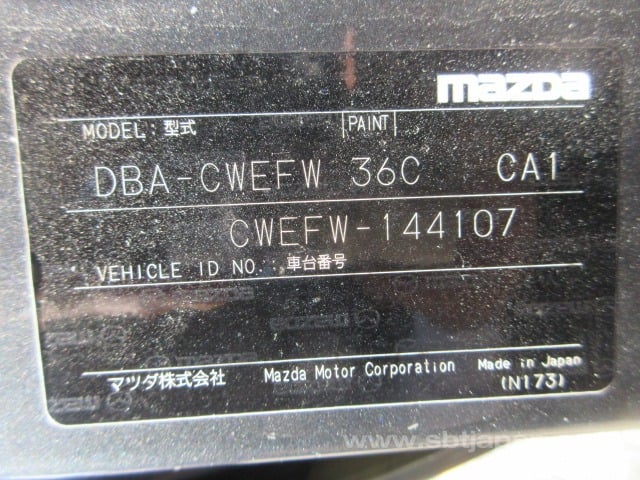 mazda
MODEL: 型式 PAINT
DBA-CWEFW 36C CA1
CWEFW-144107
VEHICLE ID NO.: 車台番号
マツダ株式会社 Mazda Motor Corporation Made in Japan
(N173)
www.sbtjapan